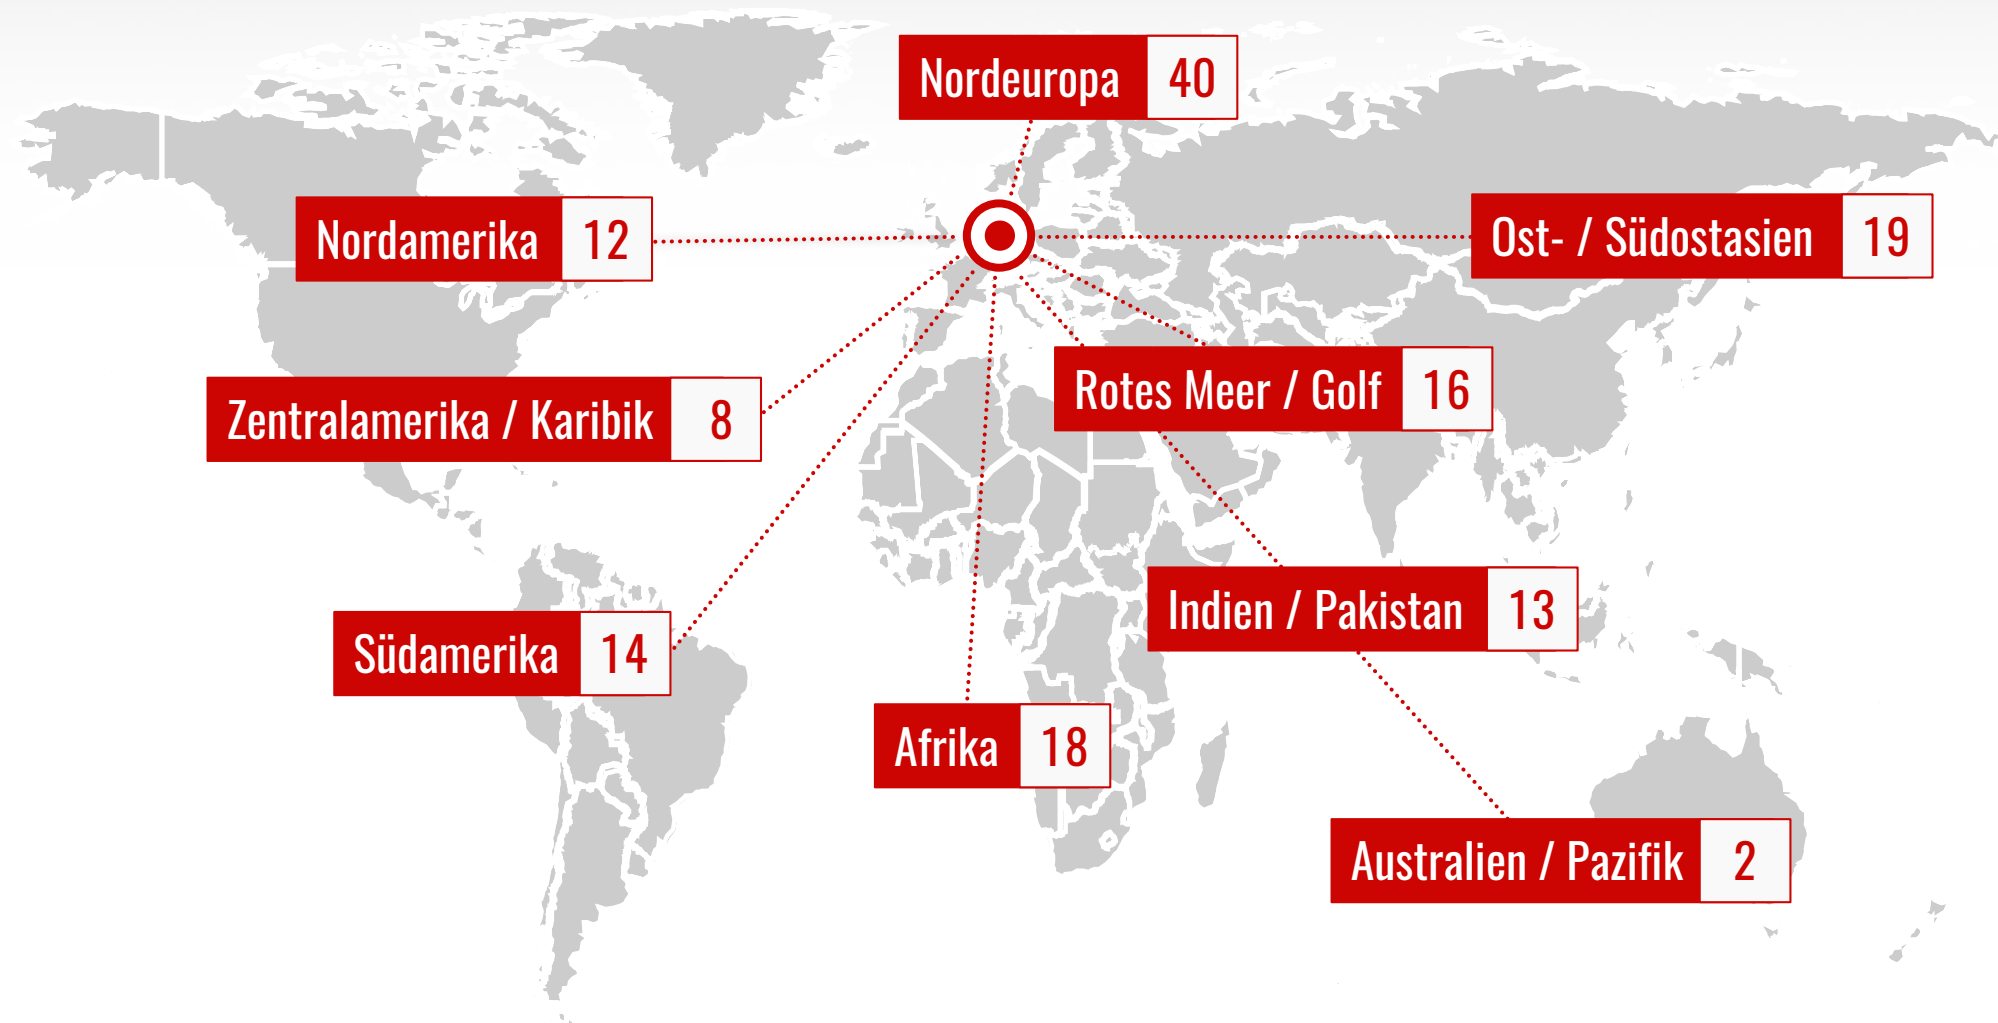 Nordeuropa 40
Nordamerika 12
Ost- / Südostasien 19
Rotes Meer / Golf 16
Zentralamerika / Karibik 8
Indien / Pakistan 13
Südamerika 14
Afrika 18
Australien / Pazifik 2